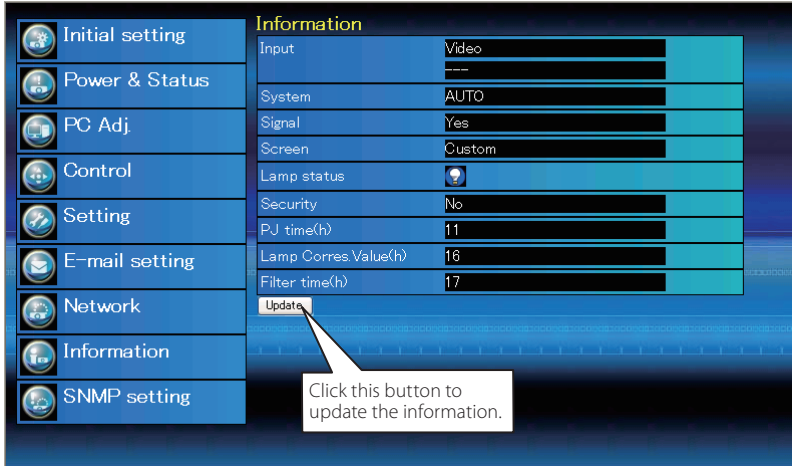 Initial setting
Power & Status
PC Adj.
Control
Setting
E-mail setting
Network
Information
SNMP setting
Information
Input Video
---
System AUTO
Signal Yes
Screen Custom
Lamp status
Security No
PJ time(h) 11
Lamp Corres.Value(h) 16
Filter time(h) 17
Update
Click this button to
update the information.